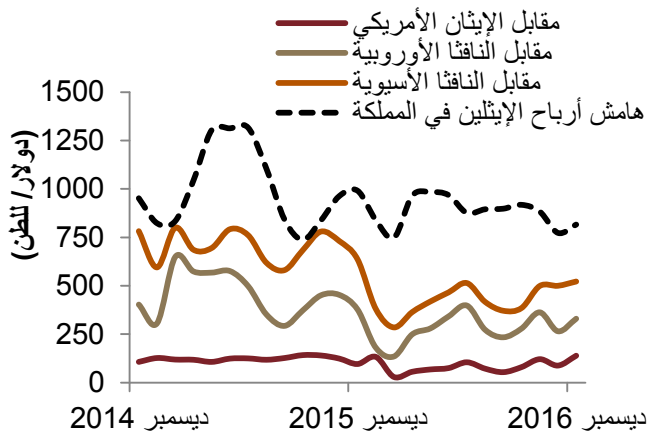 مقابل الإيثان الأمريكي
مقابل النافثا الأوروبية
مقابل النافثا الأسيوية
هامش أرباح الإيثلين في المملكة
(دولار/ للطن)
1500
1250
1000
750
500
250
0
ديسمبر 2014
ديسمبر 2015
ديسمبر 2016